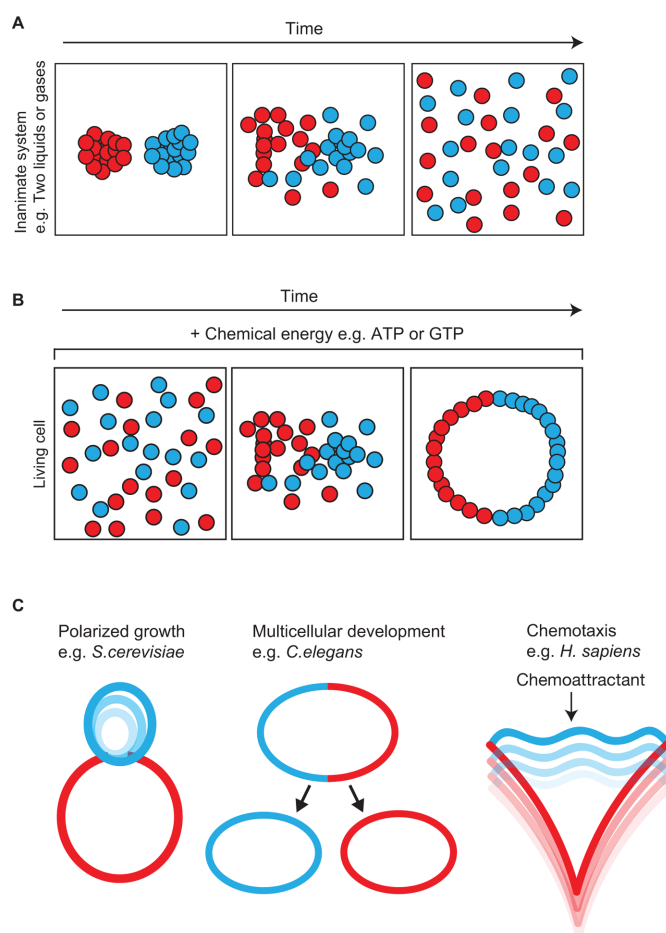 A
Time
Inanimate system
e.g. Two liquids or gases
B
Time
+ Chemical energy e.g. ATP or GTP
Living cell
C
Polarized growth
e.g. S.cerevisiae
Multicellular development
e.g. C.elegans
Chemotaxis
e.g. H. sapiens
Chemoattractant